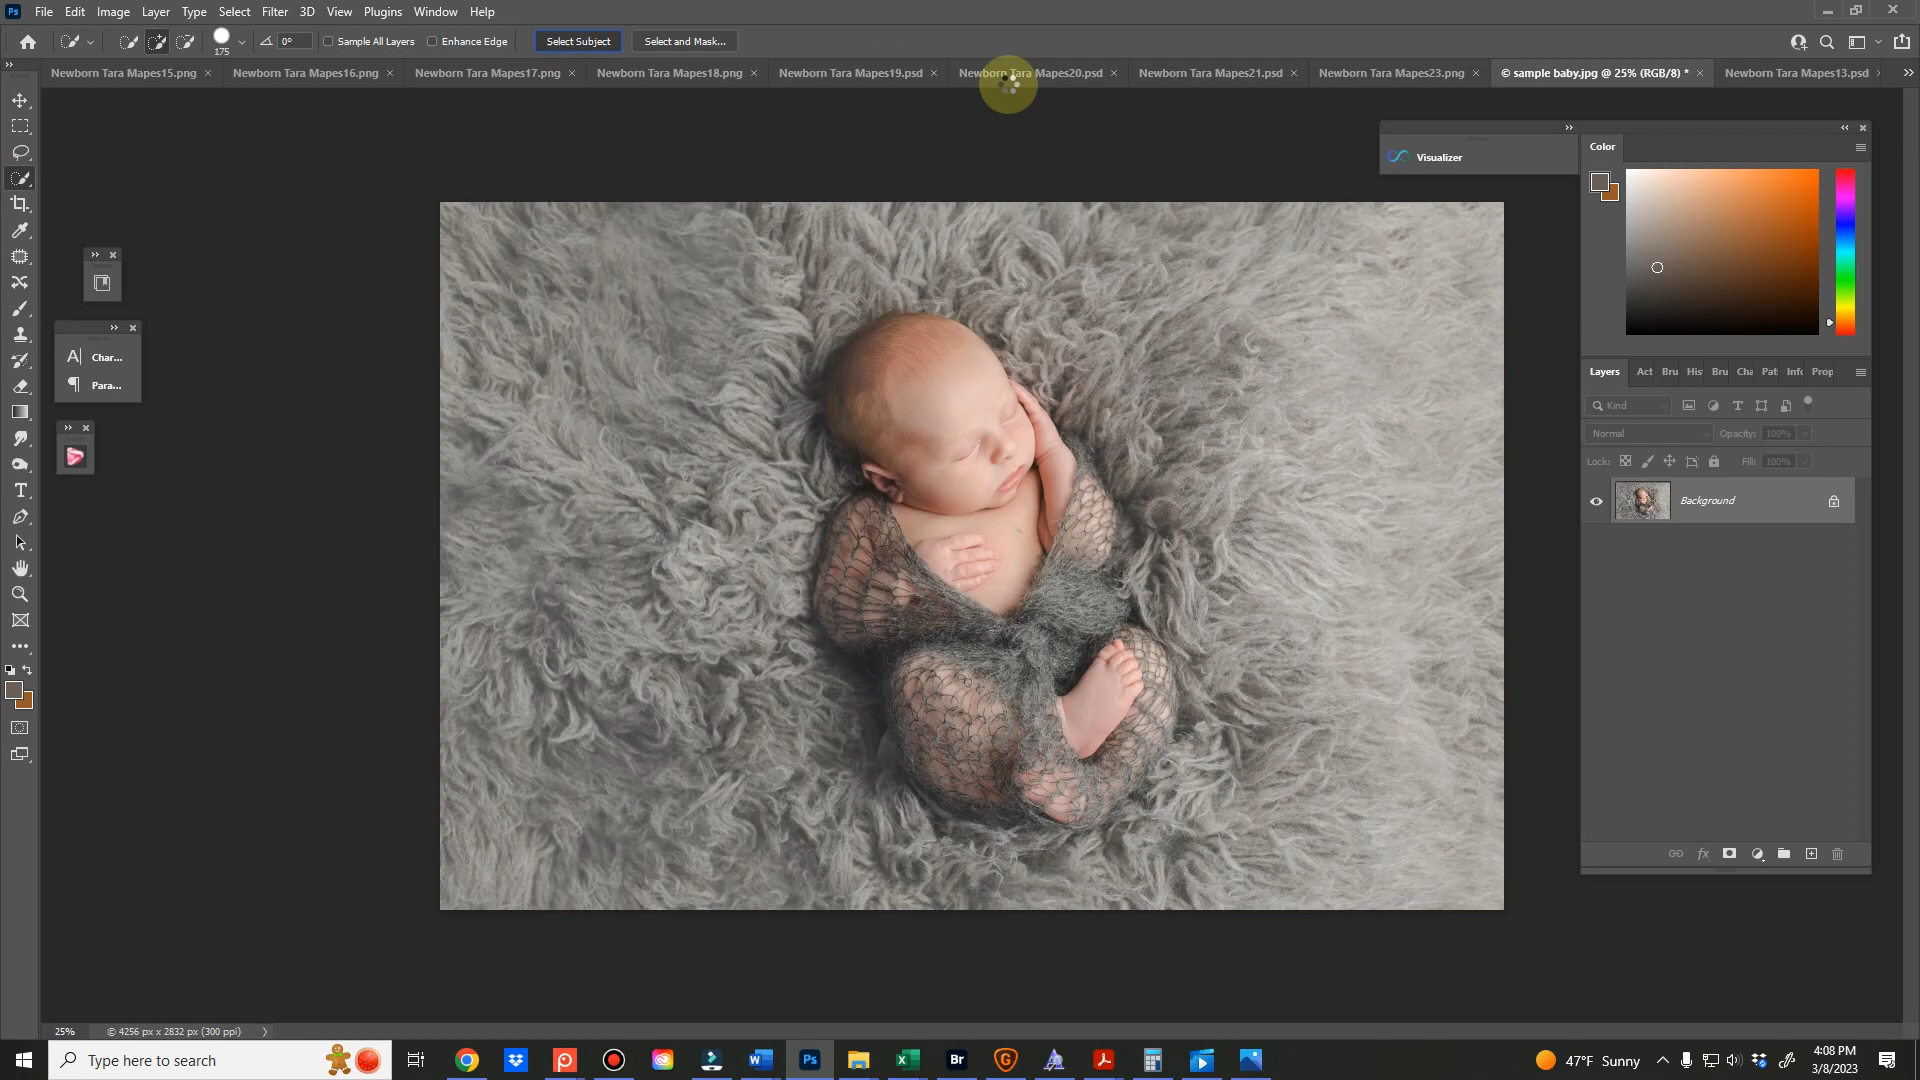 Ps File Edit Image Layer Type Select Filter 3D View Plugins Window Help
175 0° Sample All Layers Enhance Edge Select Subject Select and Mask...
Newborn Tara Mapes15.png × Newborn Tara Mapes16.png × Newborn Tara Mapes17.png × Newborn Tara Mapes18.png × Newborn Tara Mapes19.psd × Newborn Tara Mapes20.psd × Newborn Tara Mapes21.psd × Newborn Tara Mapes23.png × © sample baby.jpg @ 25% (RGB/8) * × Newborn Tara Mapes13.psd
Visualizer
Color
Char...
Para...
Layers Act Bru His Bru Cha Pat Info Prop
Kind
Normal Opacity: 100%
Lock: Fill: 100%
Background
fx
25% © 4256 px x 2832 px (300 ppi)
Type here to search
W Ps X Br G
47°F Sunny
4:08 PM
3/8/2023